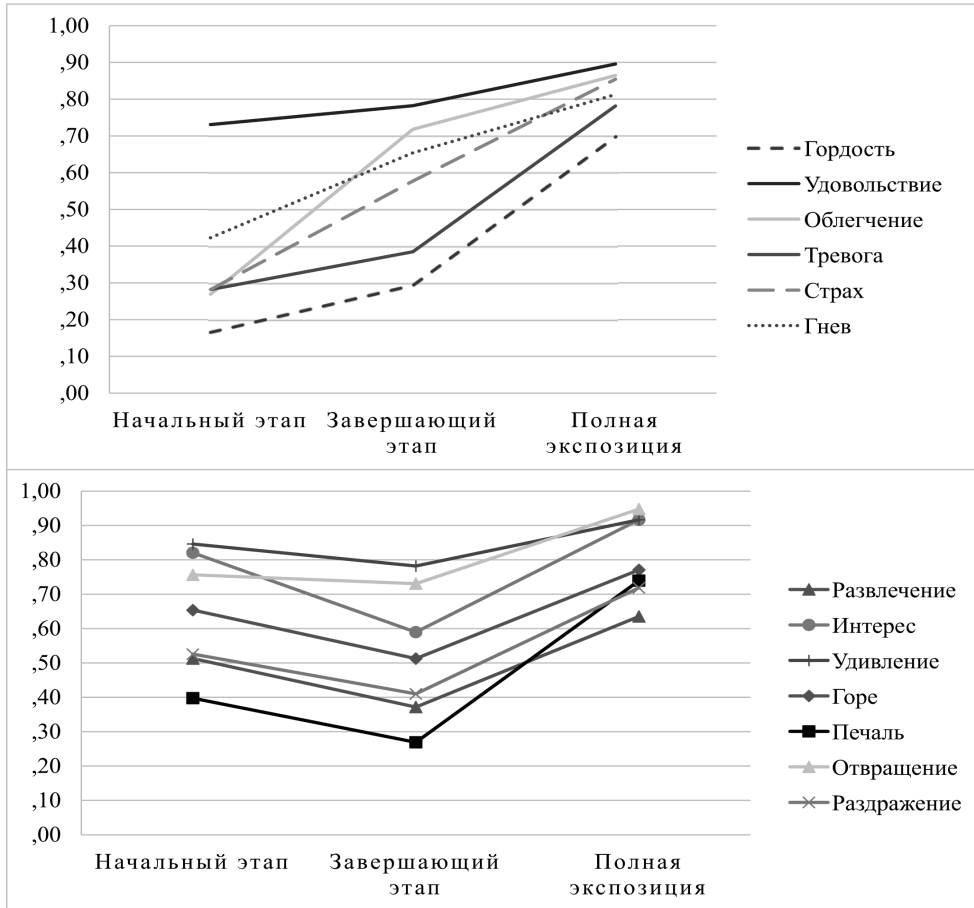 1,00
,90
,80
,70
,60
,50
,40
,30
,20
,10
,00
Начальный этап
Завершающий
этап
Полная
экспозиция
Гордость
Удовольствие
Облегчение
Тревога
Страх
Гнев
1,00
,90
,80
,70
,60
,50
,40
,30
,20
,10
,00
Начальный этап
Завершающий
этап
Полная
экспозиция
Развлечение
Интерес
Удивление
Горе
Печаль
Отвращение
Раздражение